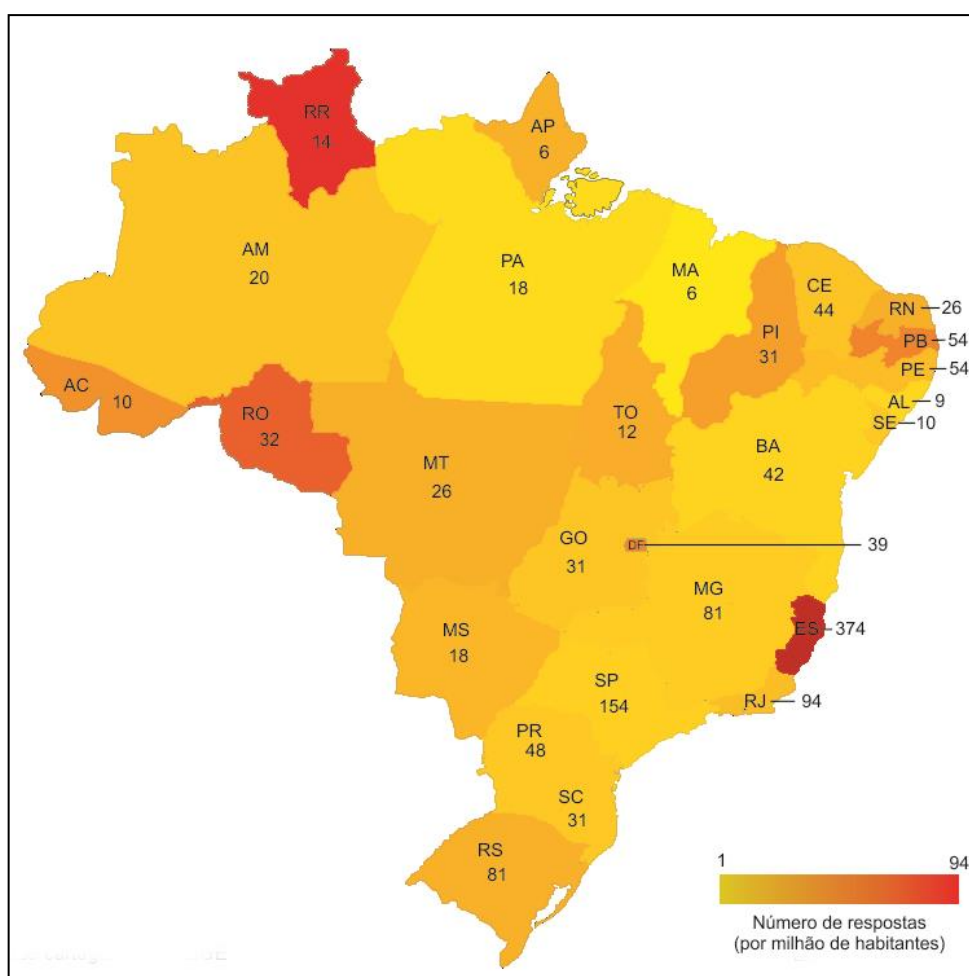 RR
14
AP
6
AM
20
PA
18
MA
6
CE
44
RN 26
PI
31
PB 54
PE 54
AC 10
RO
32
TO
12
AL 9
SE 10
BA
42
MT
26
GO
31
DF 39
MG
81
MS
18
ES 374
SP
154
RJ 94
PR
48
SC
31
RS
81
1 94
Número de respostas
(por milhão de habitantes)